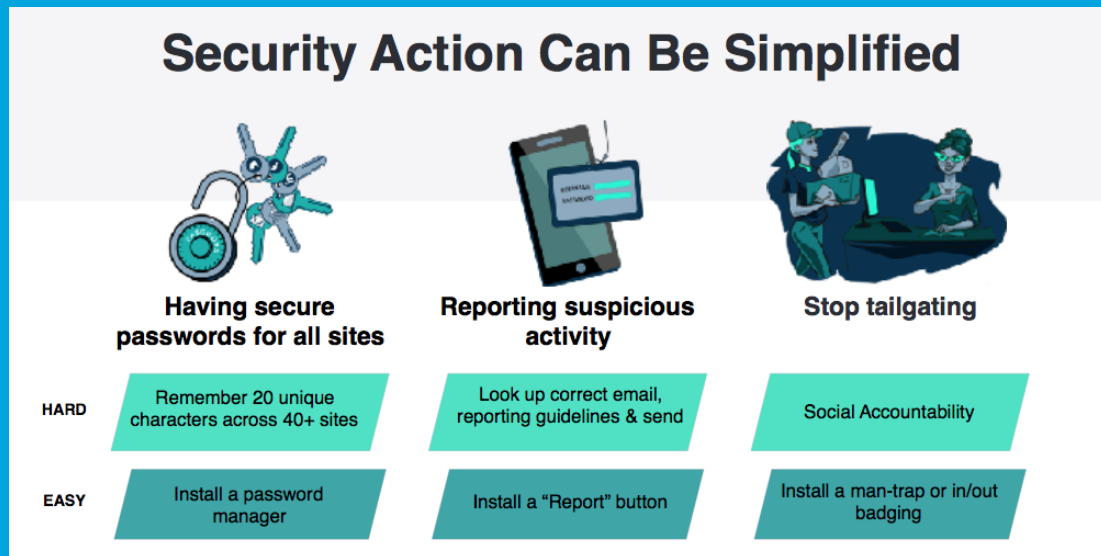 Security Action Can Be Simplified
Having secure
passwords for all sites
Reporting suspicious
activity
Stop tailgating
HARD
Remember 20 unique
characters across 40+ sites
Look up correct email,
reporting guidelines & send
Social Accountability
EASY
Install a password
manager
Install a “Report” button
Install a man-trap or in/out
badging